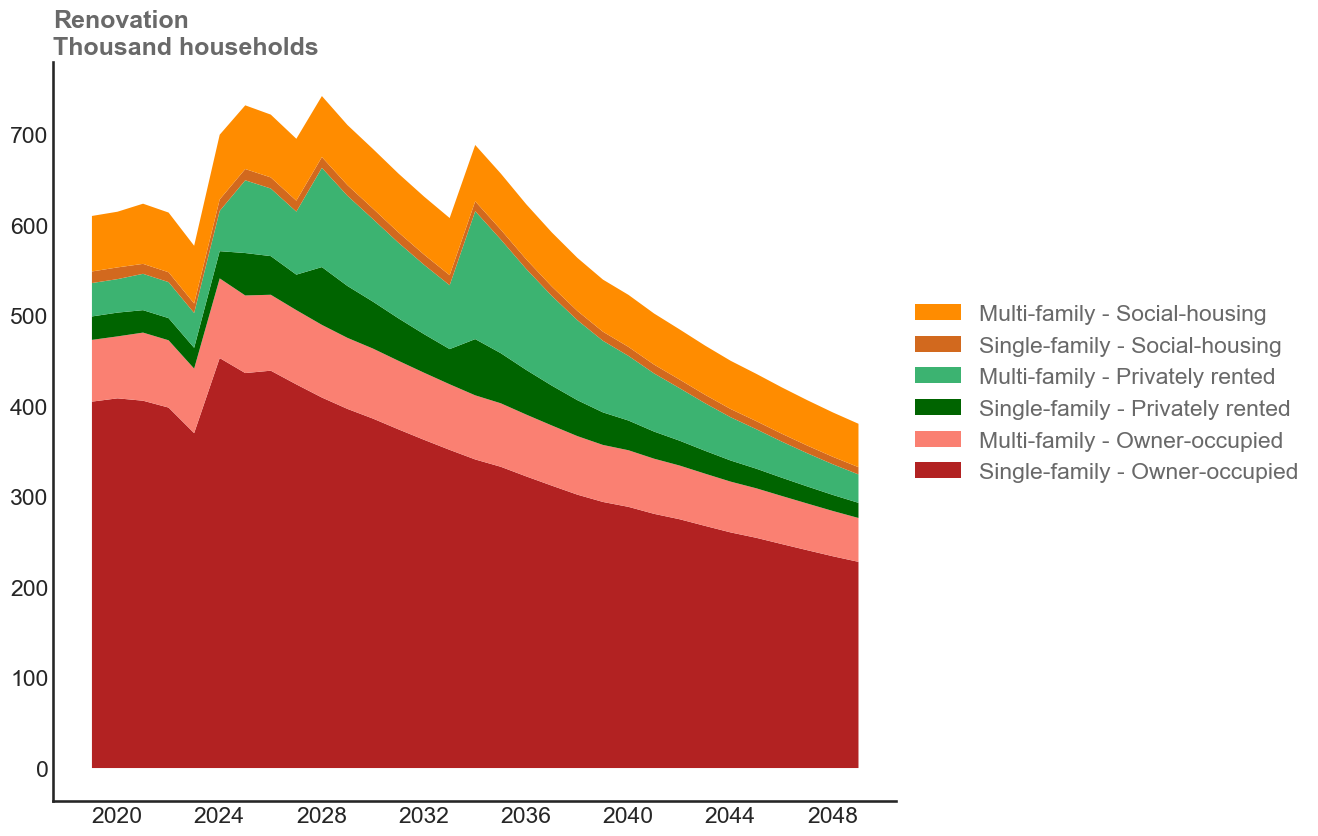 Renovation
Thousand households
700
600
500
400
300
200
100
0
2020 2024 2028 2032 2036 2040 2044 2048
Multi-family - Social-housing
Single-family - Social-housing
Multi-family - Privately rented
Single-family - Privately rented
Multi-family - Owner-occupied
Single-family - Owner-occupied